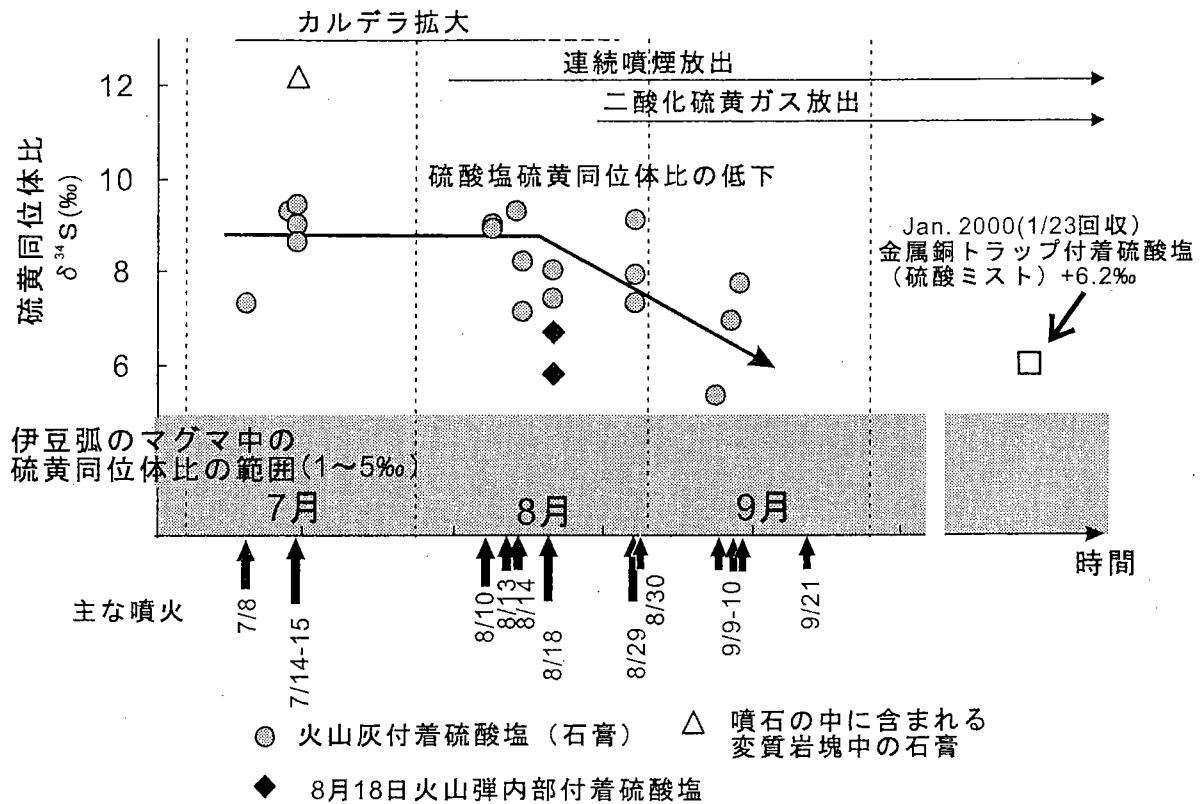 カルデラ拡大
連続噴煙放出
二酸化硫黄ガス放出
硫黄同位体比
δ³⁴S(‰)
12
10
8
6
硫酸塩硫黄同位体比の低下
Jan. 2000(1/23回収)
金属銅トラップ付着硫酸塩
(硫酸ミスト) +6.2‰
伊豆弧のマグマ中の
硫黄同位体比の範囲(1〜5‰)
7月
8月
9月
時間
主な噴火
7/8
7/14-15
8/10
8/13
8/14
8/18
8/29
8/30
9/9-10
9/21
火山灰付着硫酸塩(石膏)
噴石の中に含まれる
変質岩塊中の石膏
8月18日火山弾内部付着硫酸塩